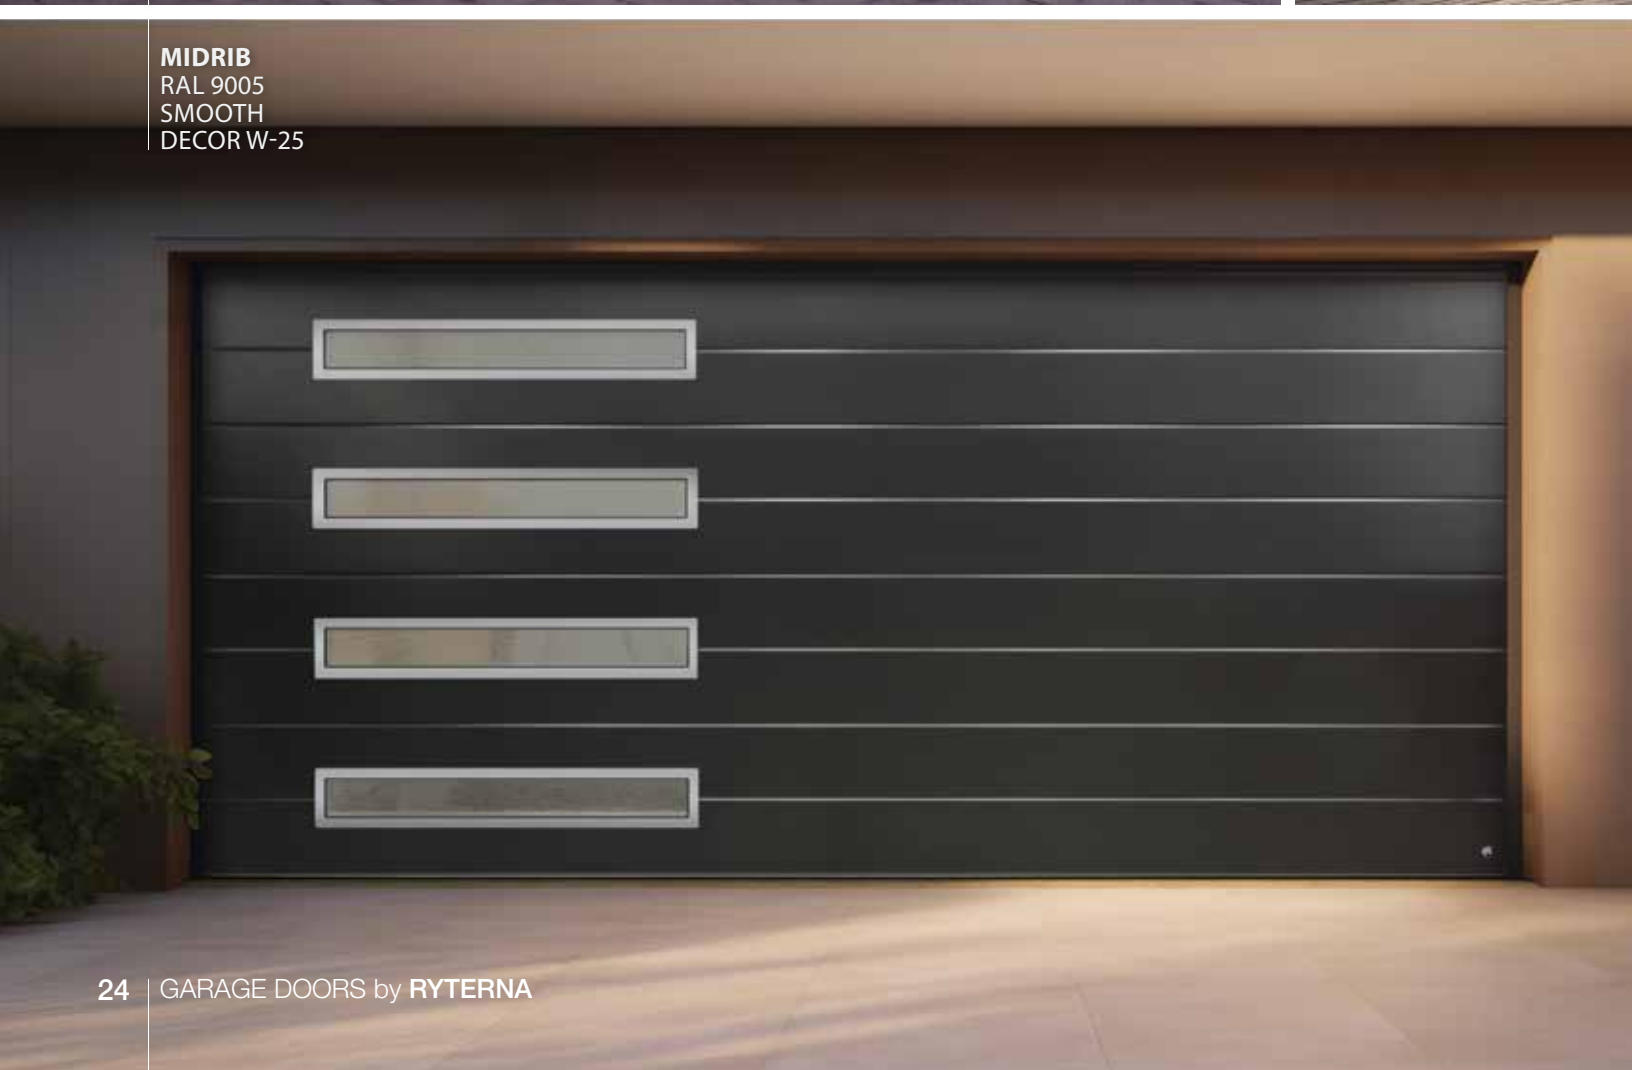 MIDRIB
RAL 9005
SMOOTH
DECOR W-25
24 GARAGE DOORS by RYTERNA